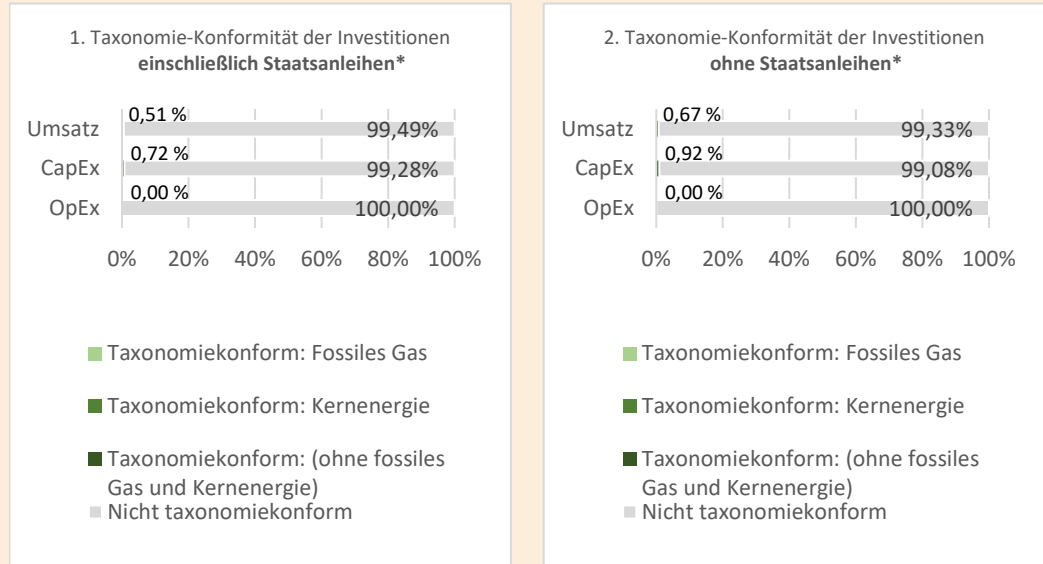 1. Taxonomie-Konformität der Investitionen
einschließlich Staatsanleihen*
Umsatz 0,51 % 99,49%
CapEx 0,72 % 99,28%
OpEx 0,00 % 100,00%
0% 20% 40% 60% 80% 100%
Taxonomiekonform: Fossiles Gas
Taxonomiekonform: Kernenergie
Taxonomiekonform: (ohne fossiles
Gas und Kernenergie)
Nicht taxonomiekonform
2. Taxonomie-Konformität der Investitionen
ohne Staatsanleihen*
Umsatz 0,67 % 99,33%
CapEx 0,92 % 99,08%
OpEx 0,00 % 100,00%
0% 20% 40% 60% 80% 100%
Taxonomiekonform: Fossiles Gas
Taxonomiekonform: Kernenergie
Taxonomiekonform: (ohne fossiles
Gas und Kernenergie)
Nicht taxonomiekonform